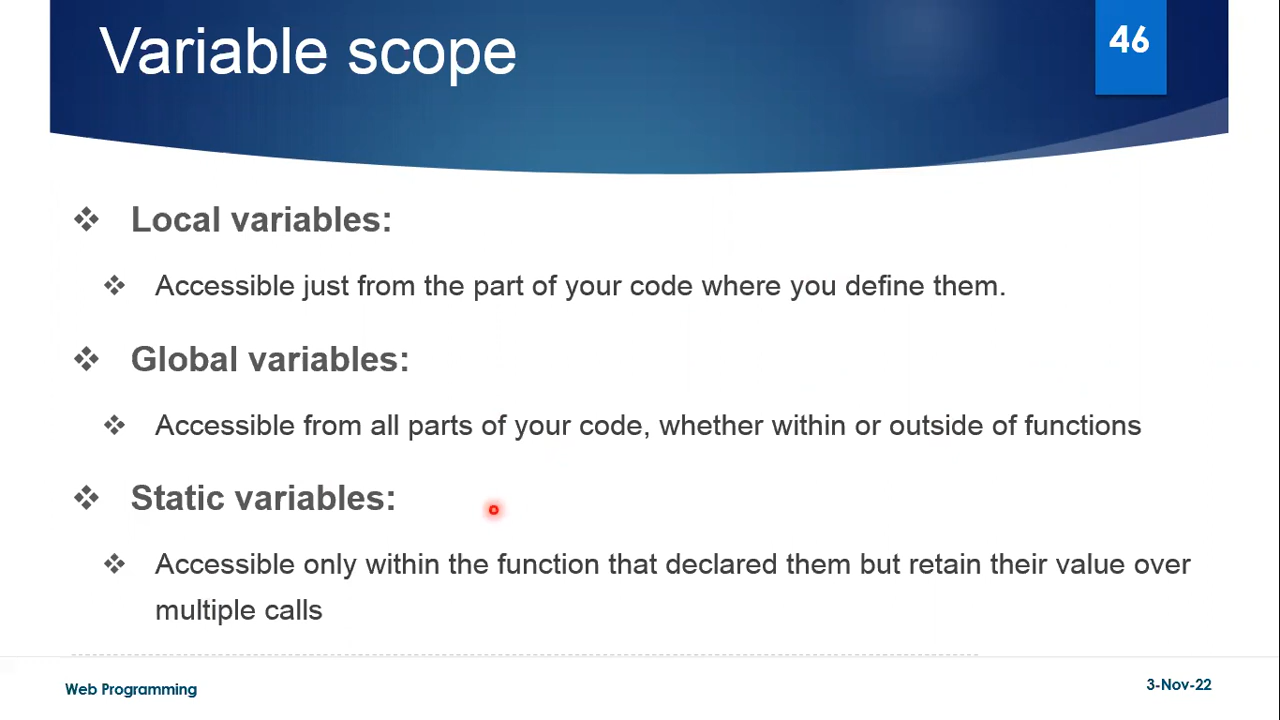 Variable scope
46
Local variables:
Accessible just from the part of your code where you define them.
Global variables:
Accessible from all parts of your code, whether within or outside of functions
Static variables:
Accessible only within the function that declared them but retain their value over
multiple calls
Web Programming
3-Nov-22